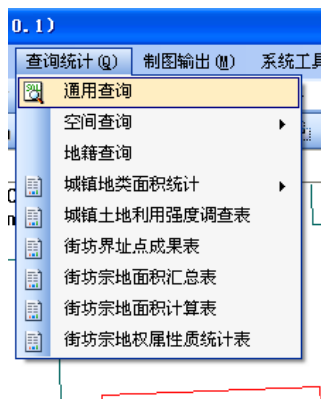 0.1)
查询统计(Q) 制图输出(M) 系统工具
通用查询
空间查询
地籍查询
城镇地类面积统计
城镇土地利用强度调查表
街坊界址点成果表
街坊宗地面积汇总表
街坊宗地面积计算表
街坊宗地权属性质统计表